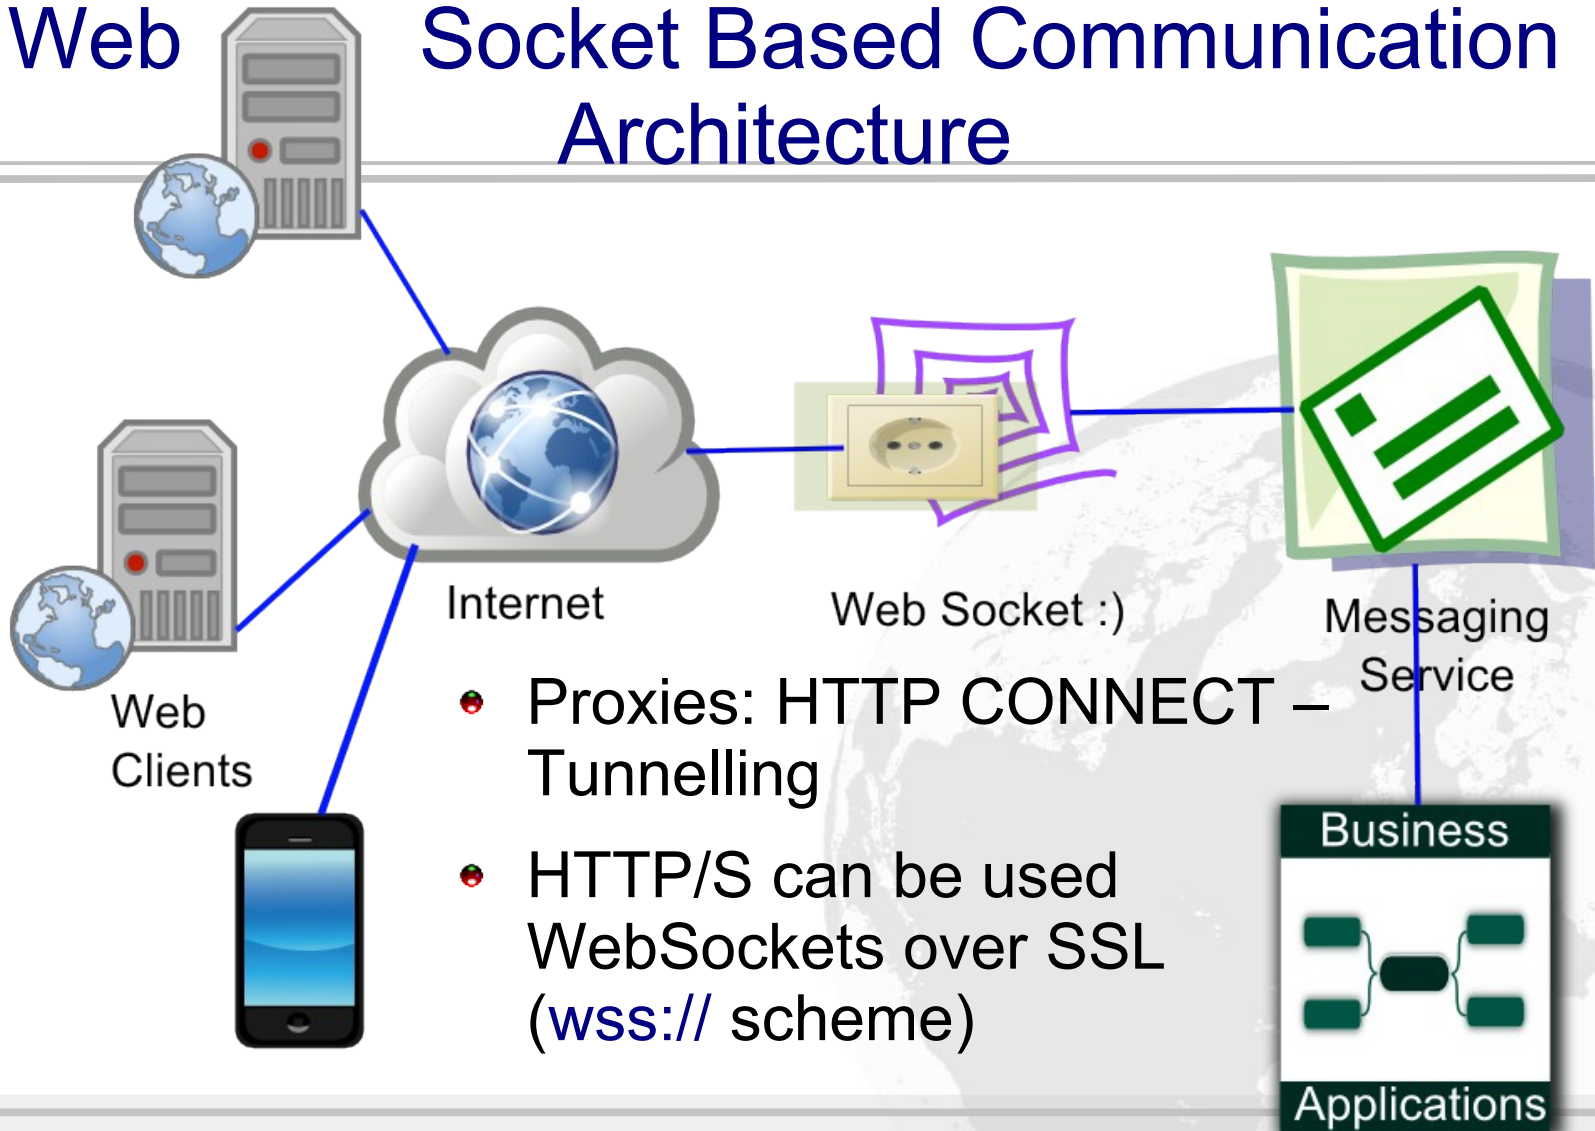 Web Socket Based Communication
Architecture
Internet
Web Socket :)
Messaging
Service
Web
Clients
Proxies: HTTP CONNECT –
Tunnelling
HTTP/S can be used
WebSockets over SSL
(wss:// scheme)
Business
Applications